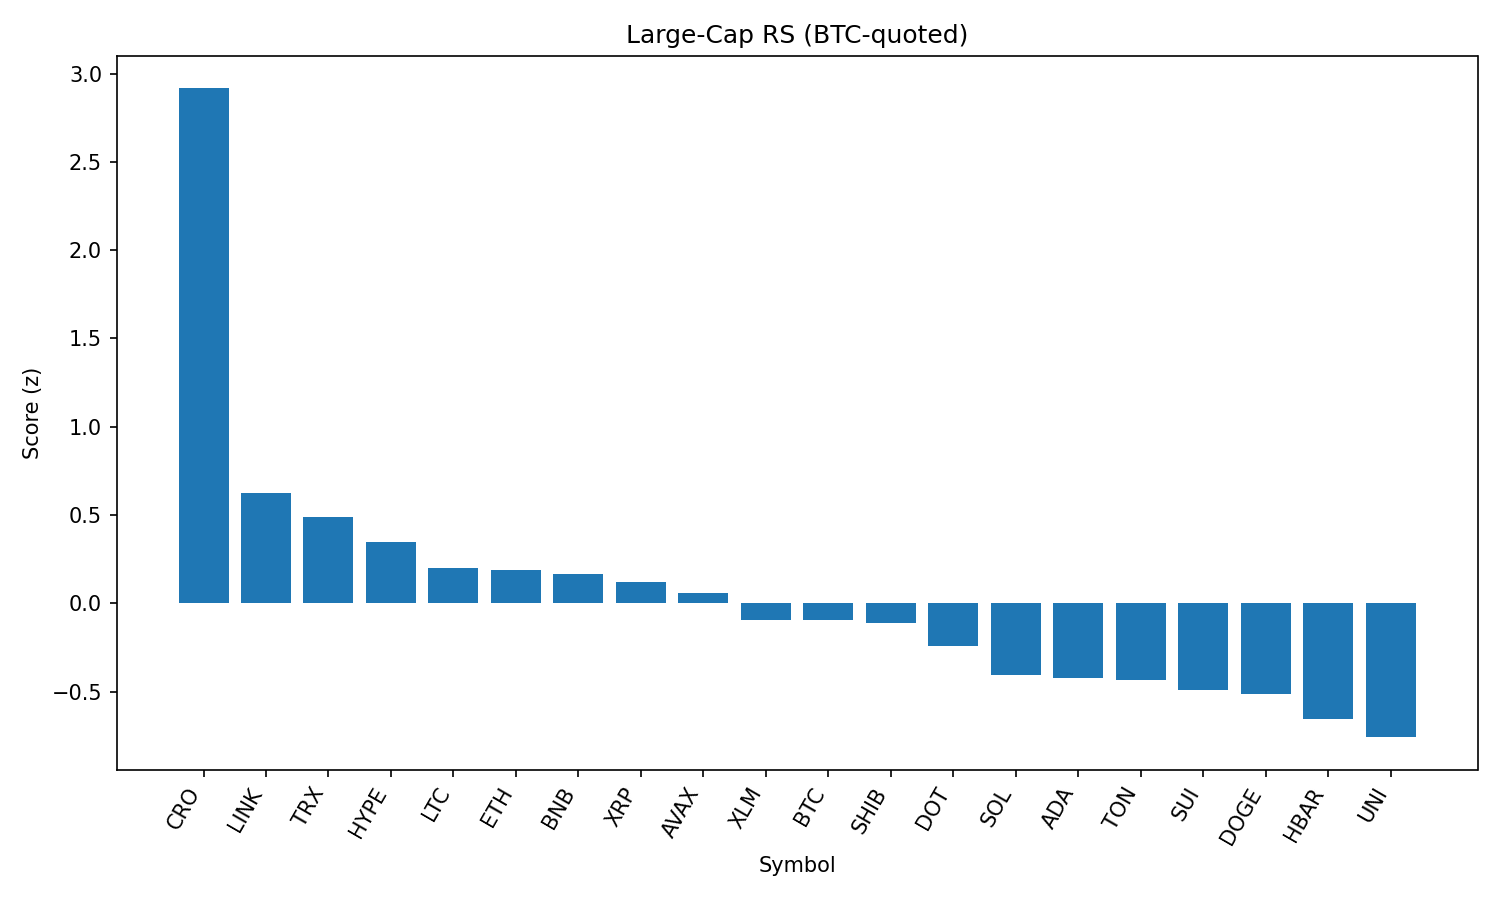 Large-Cap RS (BTC-quoted)
Score (z)
3.0
2.5
2.0
1.5
1.0
0.5
0.0
−0.5
CRO
LINK
TRX
HYPE
LTC
ETH
BNB
XRP
AVAX
XLM
BTC
SHIB
DOT
SOL
ADA
TON
SUI
DOGE
HBAR
UNI
Symbol